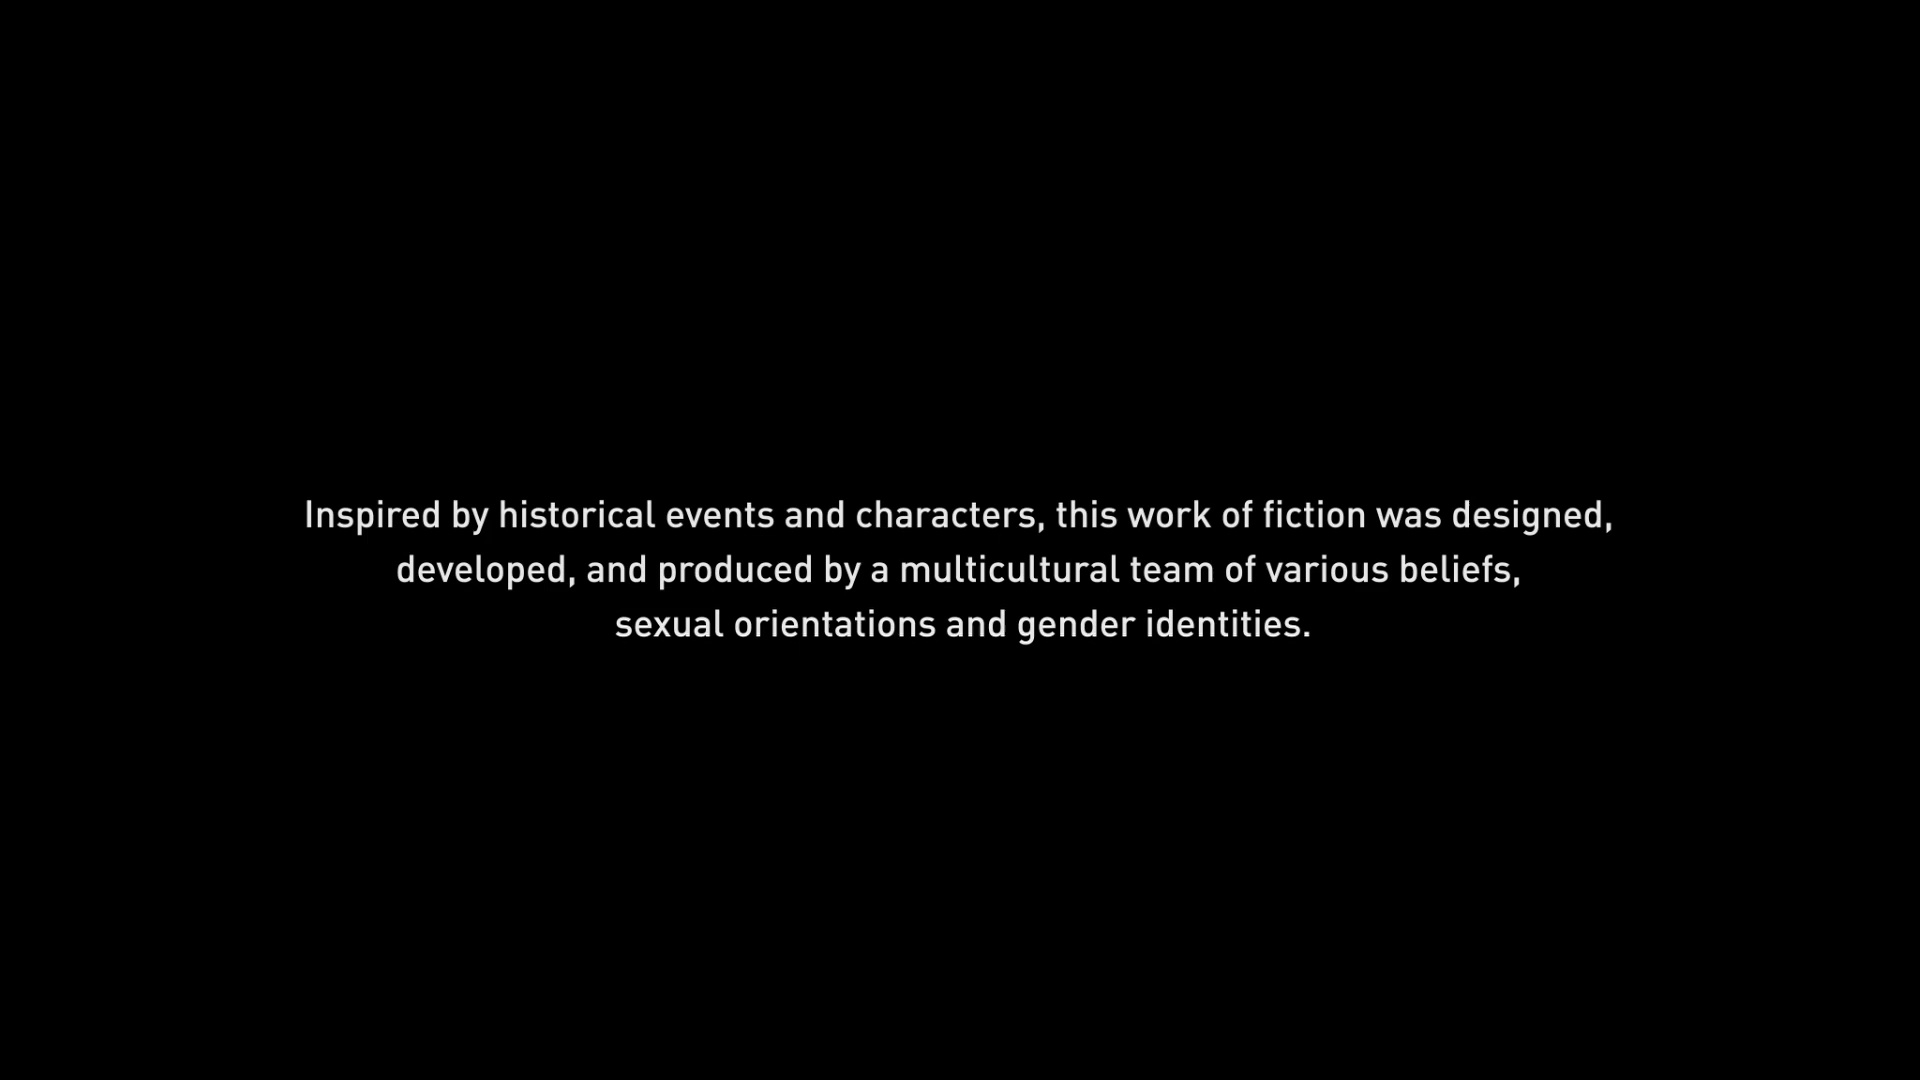 Inspired by historical events and characters, this work of fiction was designed,
developed, and produced by a multicultural team of various beliefs,
sexual orientations and gender identities.